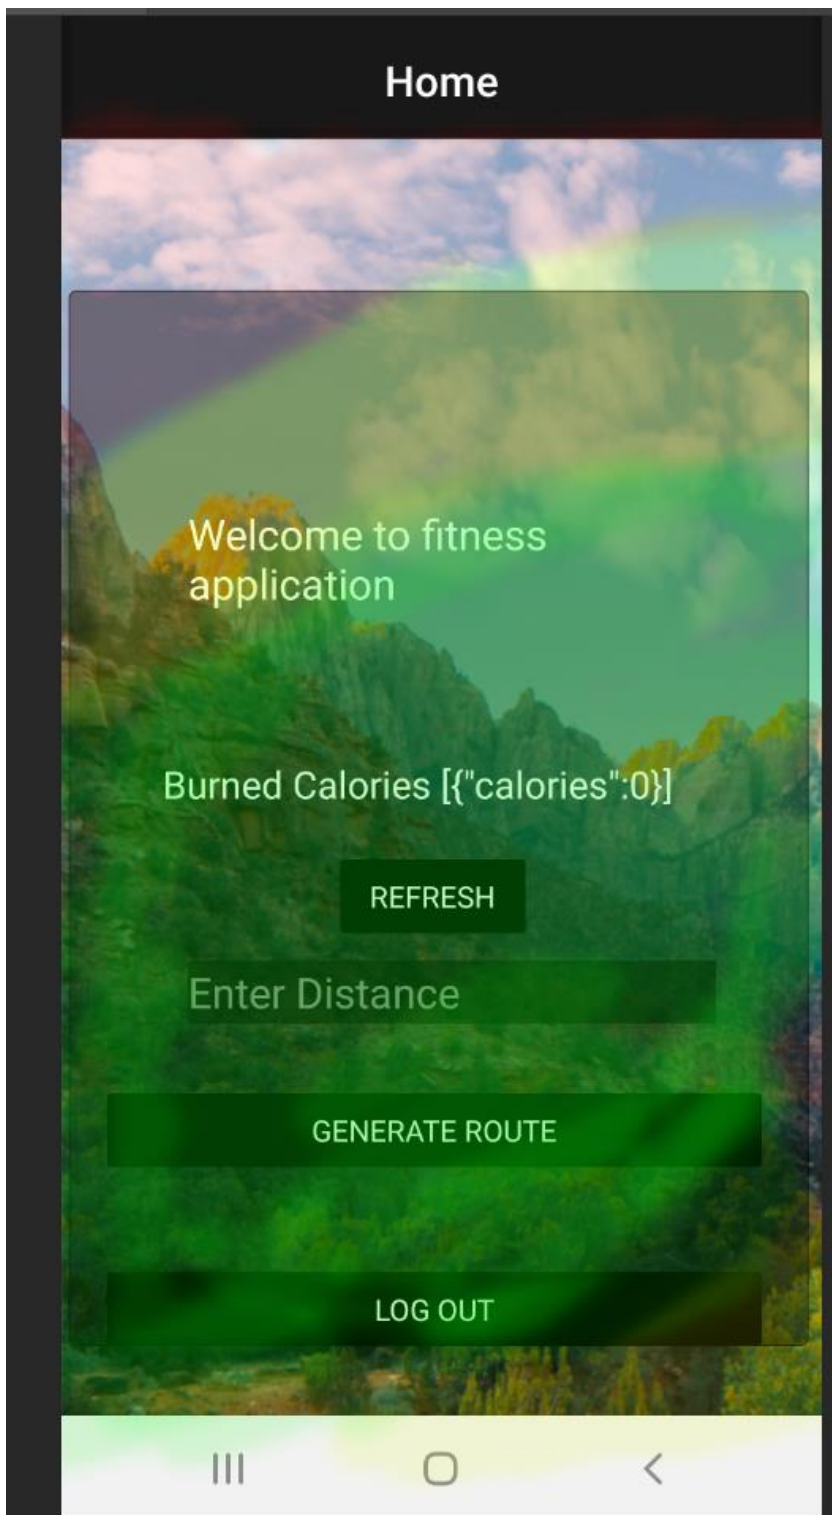 Home
Welcome to fitness
application
Burned Calories [{"calories":0}]
REFRESH
Enter Distance
GENERATE ROUTE
LOG OUT